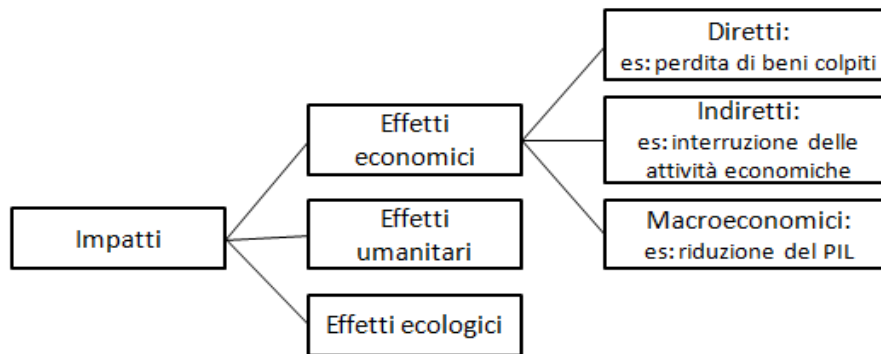 Impatti
Effetti
economici
Effetti
umanitari
Effetti ecologici
Diretti:
es: perdita di beni colpiti
Indiretti:
es: interruzione delle
attività economiche
Macroeconomici:
es: riduzione del PIL